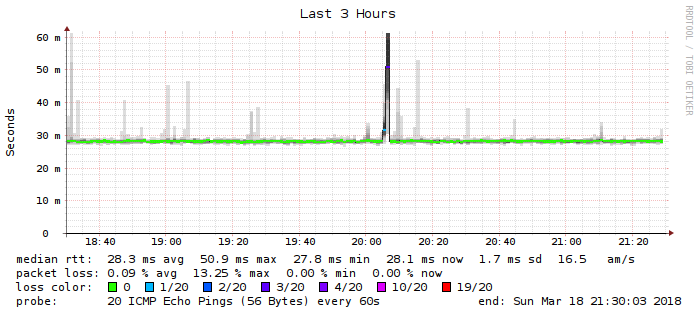 Last 3 Hours
RRDTOOL / TOBI OETIKER
Seconds
60 m
50 m
40 m
30 m
20 m
10 m
0
18:40 19:00 19:20 19:40 20:00 20:20 20:40 21:00 21:20
median rtt: 28.3 ms avg 50.9 ms max 27.8 ms min 28.1 ms now 1.7 ms sd 16.5 am/s
packet loss: 0.09 % avg 13.25 % max 0.00 % min 0.00 % now
loss color: 0 1/20 2/20 3/20 4/20 10/20 19/20
probe: 20 ICMP Echo Pings (56 Bytes) every 60s end: Sun Mar 18 21:30:03 2018